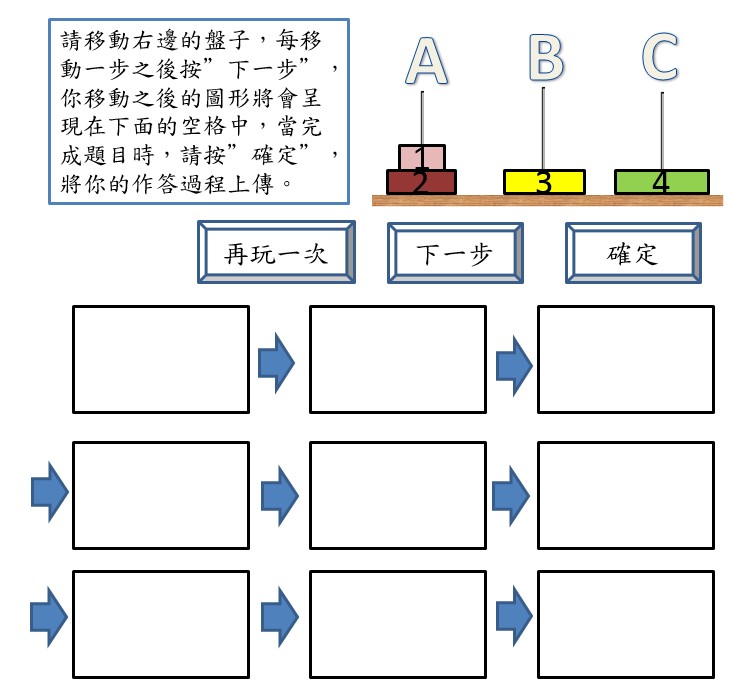 請移動右邊的盤子，每移
動一步之後按”下一步”，
你移動之後的圖形將會呈
現在下面的空格中，當完
成題目時，請按”確定”，
將你的作答過程上傳。
A B C
1
2 3 4
再玩一次 下一步 確定